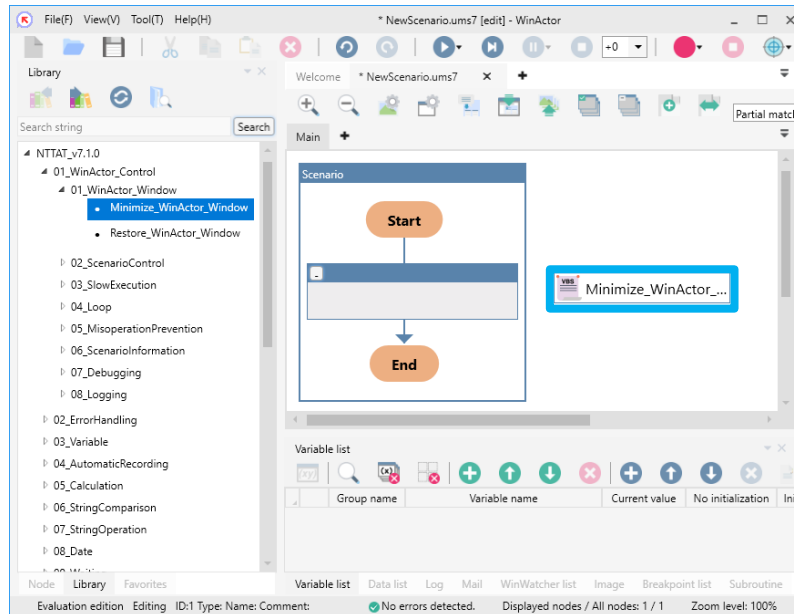 File(F) View(V) Tool(T) Help(H)
* NewScenario.ums7 [edit] - WinActor
+0
Library
Welcome * NewScenario.ums7
Search string Search
Partial match
Main
NTTAT_v7.1.0
01_WinActor_Control
01_WinActor_Window
Minimize_WinActor_Window
Restore_WinActor_Window
02_ScenarioControl
03_SlowExecution
04_Loop
05_MisoperationPrevention
06_ScenarioInformation
07_Debugging
08_Logging
02_ErrorHandling
03_Variable
04_AutomaticRecording
05_Calculation
06_StringComparison
07_StringOperation
08_Date
Scenario
Start
End
VBS
Minimize_WinActor_...
Variable list
Group name Variable name Current value No initialization Ini
Node Library Favorites
Variable list Data list Log Mail WinWatcher list Image Breakpoint list Subroutine
Evaluation edition Editing ID:1 Type: Name: Comment: No errors detected. Displayed nodes / All nodes: 1 / 1 Zoom level: 100%